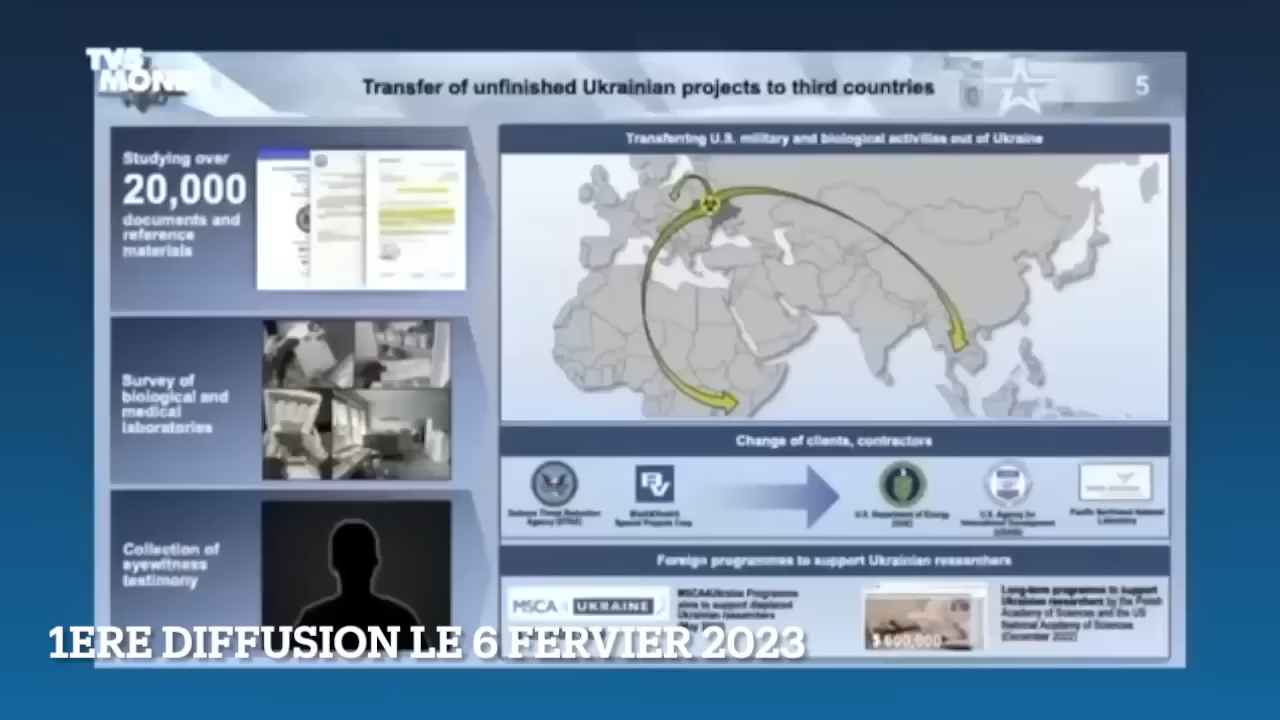 TV5
MONDE
Transfer of unfinished Ukrainian projects to third countries
5
Studying over
20,000
documents and
reference
materials
Survey of
biological and
medical
laboratories
Collection of
eyewitness
testimony
Transferring U.S. military and biological activities out of Ukraine
Change of clients, contractors
Defense Threat Reduction
Agency (DTRA)
BV
Black&Veatch
Special Projects Corp
U.S. Department of Energy
U.S. Agency for
International Development
(USAID)
Pacific Northwest National
Laboratory
Foreign programmes to support Ukrainian researchers
MSCA4 UKRAINE
MSCA4Ukraine Programme
aims to support displaced
Ukrainian researchers
$ 600,000
Long-term programme to support
Ukrainian researchers by the Polish
Academy of Sciences and the US
National Academy of Sciences
(December 2022)
1ERE DIFFUSION LE 6 FERVIER 2023